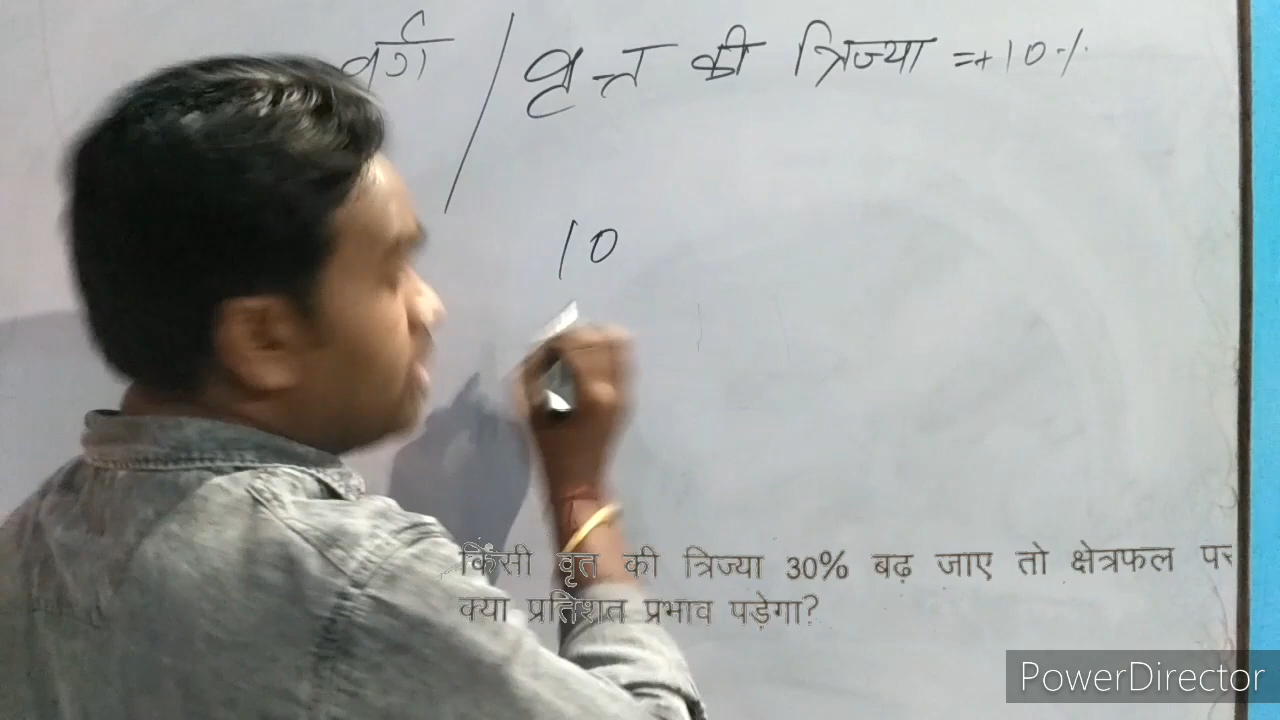 वर्ग / वृत्त की त्रिज्या = +10%
10
किसी वृत की त्रिज्या 30% बढ़ जाए तो क्षेत्रफल पर
क्या प्रतिशत प्रभाव पड़ेगा?
PowerDirector